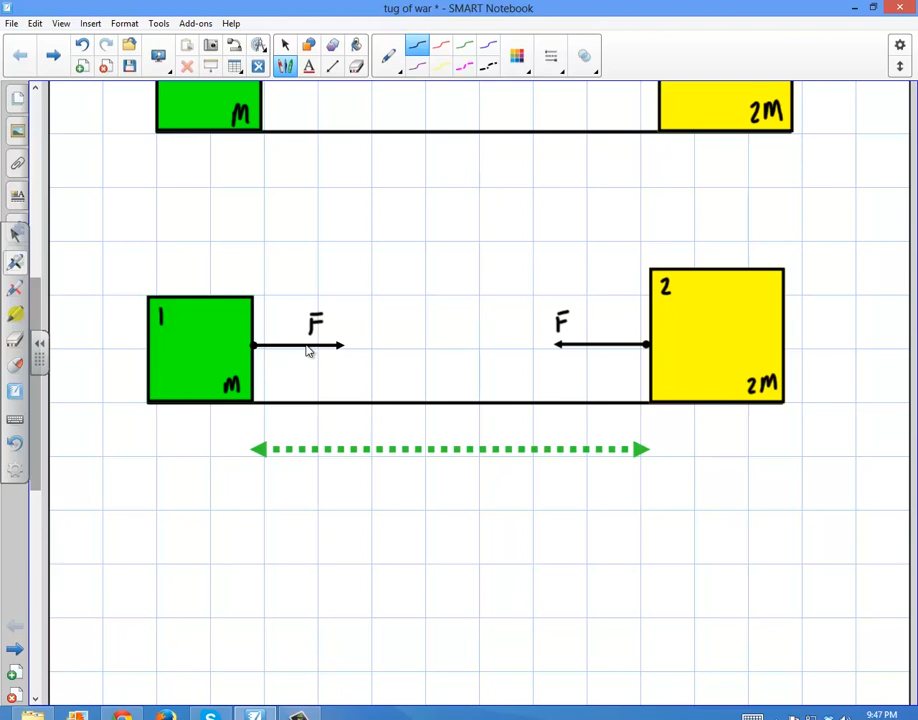 tug of war * - SMART Notebook
File Edit View Insert Format Tools Add-ons Help
M 2M
F F 2
1
M 2M
9:47 PM